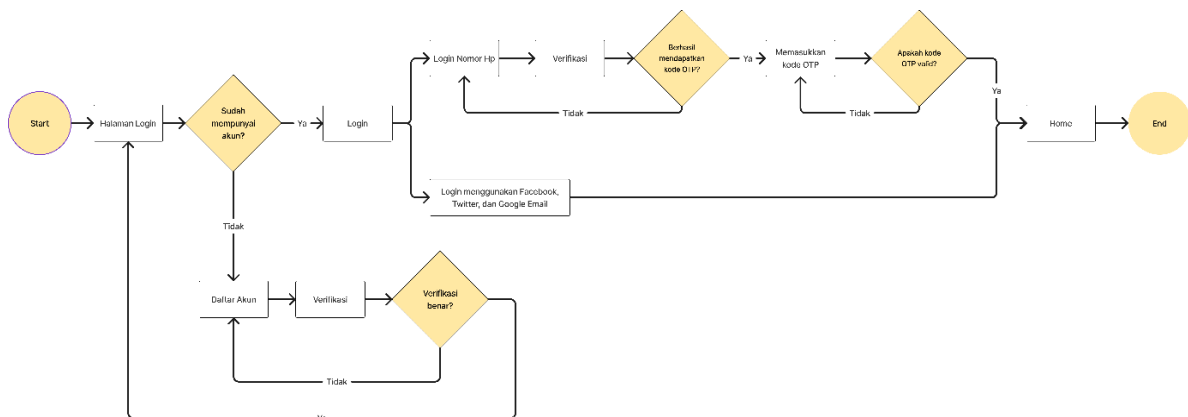 Start
Halaman Login
Sudah
mempunyai
akun?
Ya
Login
Login Nomor Hp
Verifikasi
Berhasil
mendapatkan
kode OTP?
Ya
Memasukkan
kode OTP
Apakah kode
OTP valid?
Ya
Tidak
Tidak
Home
End
Login menggunakan Facebook,
Twitter, dan Google Email
Tidak
Daftar Akun
Verifikasi
Verifikasi
benar?
Tidak